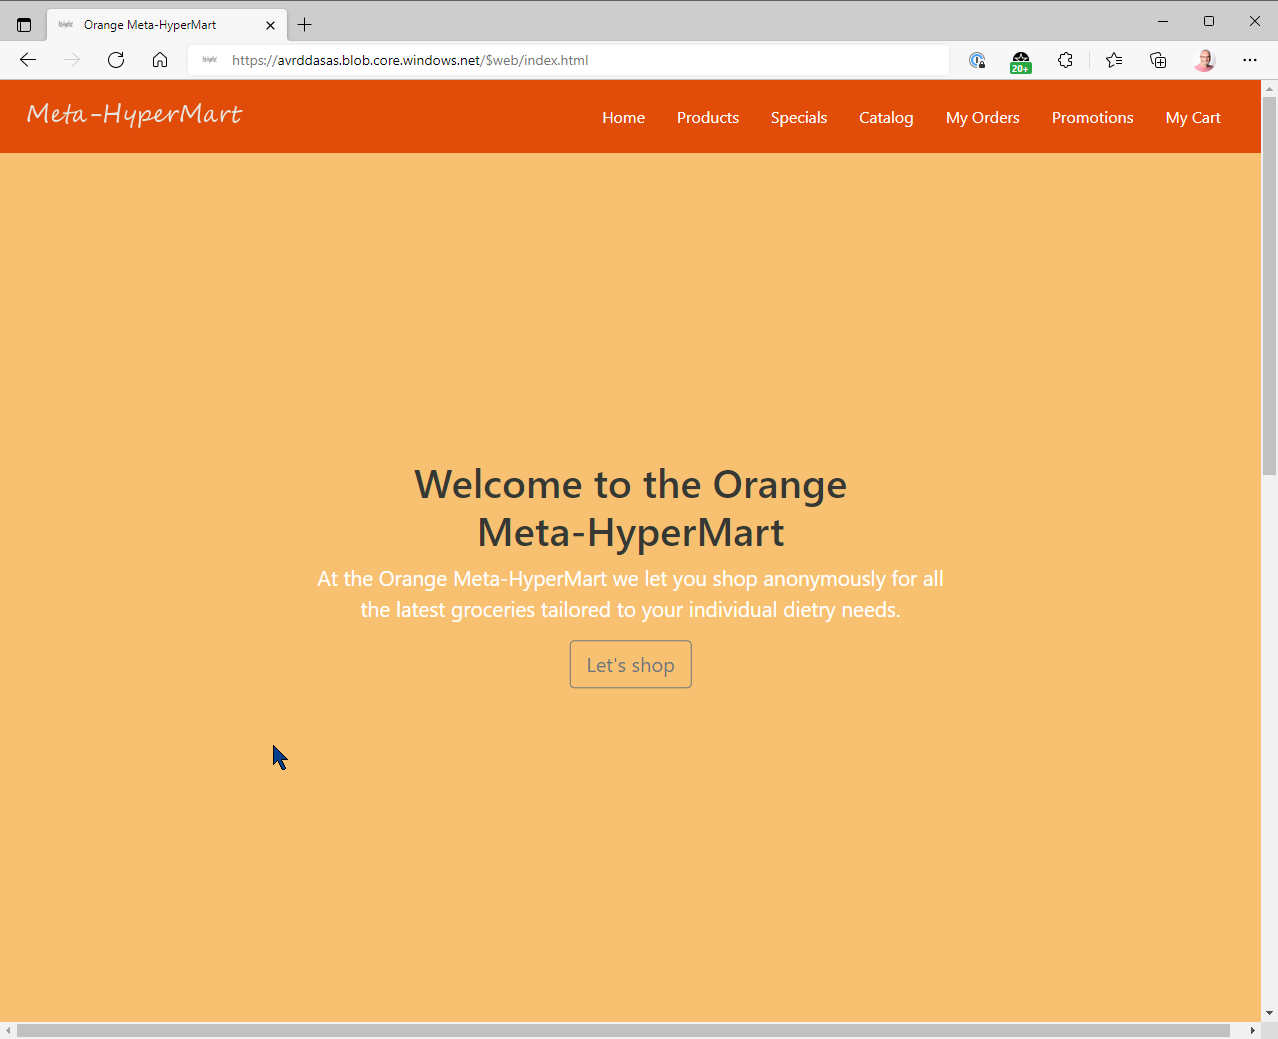 Orange Meta-HyperMart
https://avrddasas.blob.core.windows.net/$web/index.html
20+
Meta-HyperMart
Home Products Specials Catalog My Orders Promotions My Cart
Welcome to the Orange
Meta-HyperMart
At the Orange Meta-HyperMart we let you shop anonymously for all
the latest groceries tailored to your individual dietry needs.
Let's shop